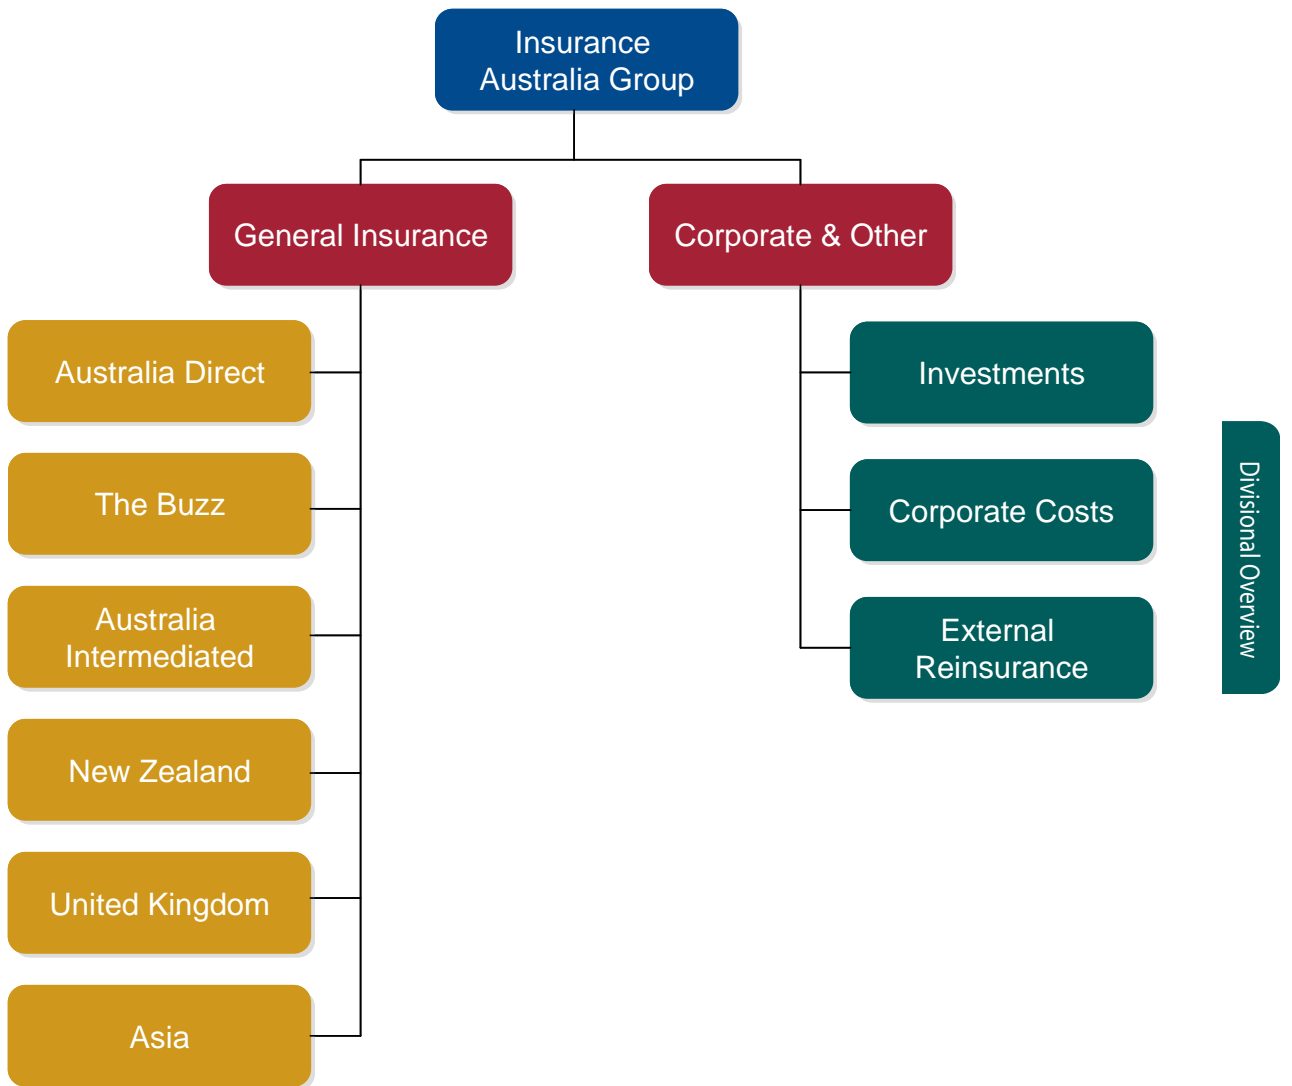 Insurance
Australia Group
General Insurance
Corporate & Other
Australia Direct
The Buzz
Australia
Intermediated
New Zealand
United Kingdom
Asia
Investments
Corporate Costs
External
Reinsurance
Divisional Overview